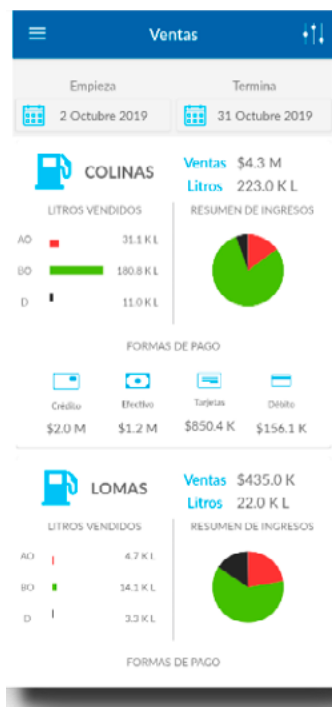 Ventas
Empieza Termina
2 Octubre 2019 31 Octubre 2019
COLINAS
Ventas $4.3 M
Litros 223.0 K L
LITROS VENDIDOS
AO 31.1 K L
BO 180.8 K L
D 11.0 K L
RESUMEN DE INGRESOS
FORMAS DE PAGO
Crédito Efectivo Tarjetas Débito
$2.0 M $1.2 M $850.4 K $156.1 K
LOMAS
Ventas $435.0 K
Litros 22.0 K L
LITROS VENDIDOS
AO 4.7 K L
BO 14.1 K L
D 3.3 K L
RESUMEN DE INGRESOS
FORMAS DE PAGO